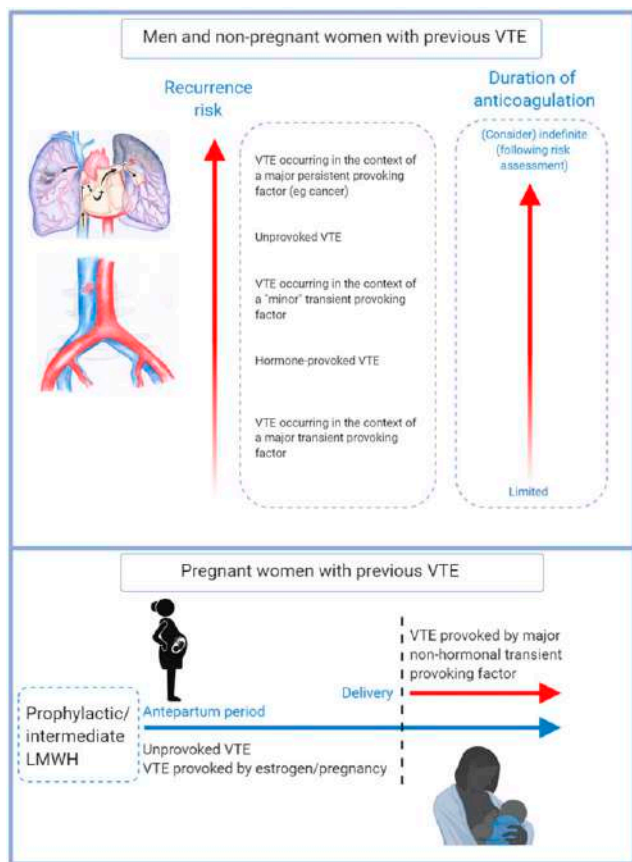 Men and non-pregnant women with previous VTE
Recurrence
risk
Duration of
anticoagulation
(Consider) indefinite
(following risk
assessment)
VTE occurring in the context of
a major persistent provoking
factor (eg cancer)
Unprovoked VTE
VTE occurring in the context of
a "minor" transient provoking
factor
Hormone-provoked VTE
VTE occurring in the context of
a major transient provoking
factor
Limited
Pregnant women with previous VTE
VTE provoked by major
non-hormonal transient
provoking factor
Delivery
Prophylactic/
intermediate
LMWH
Antepartum period
Unprovoked VTE
VTE provoked by estrogen/pregnancy